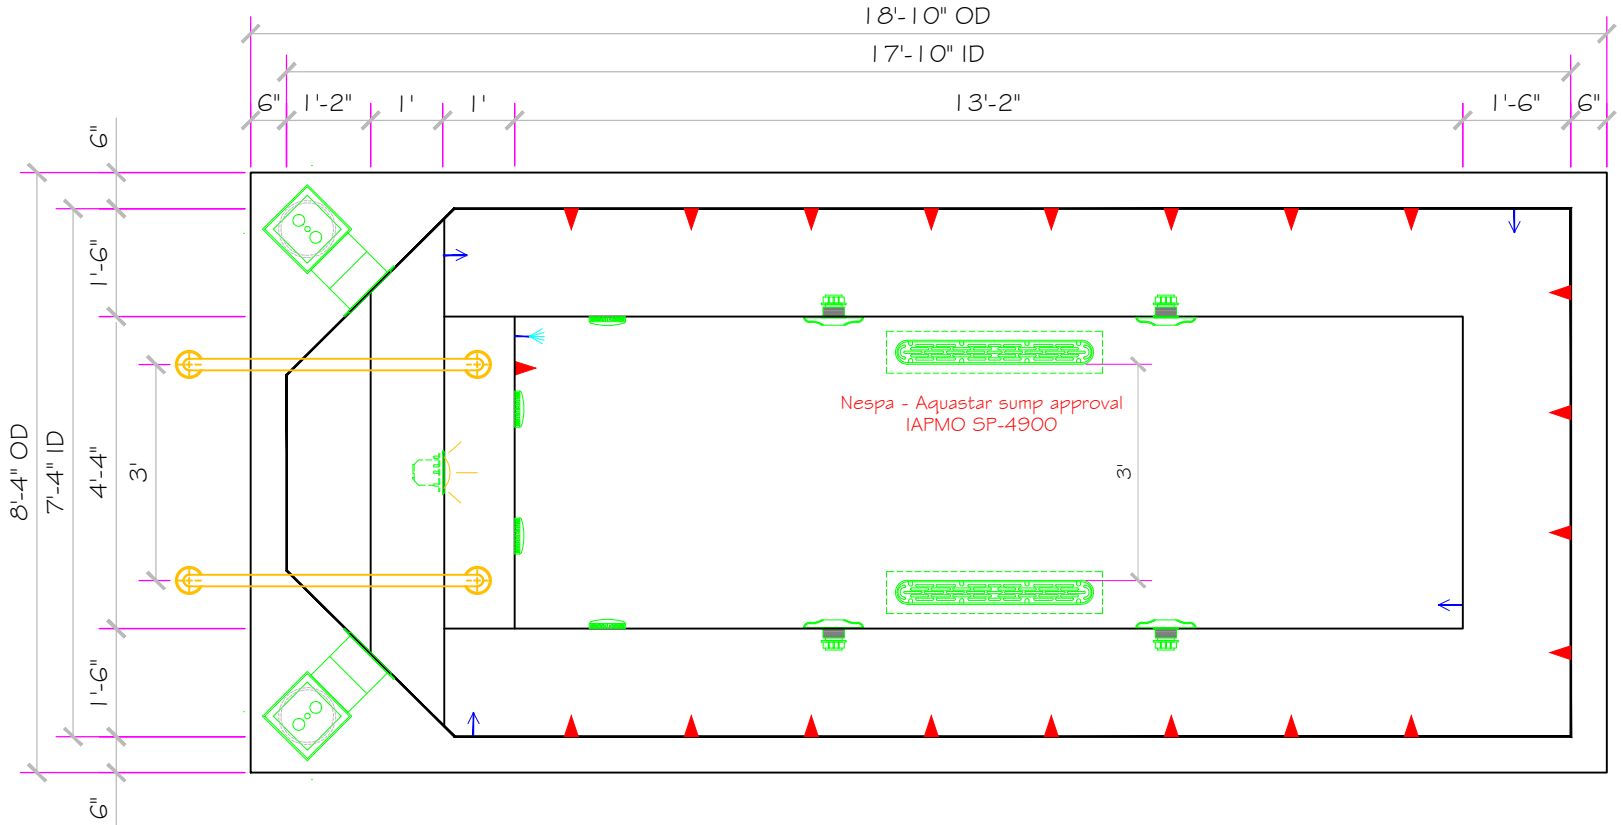 18'-10" OD
17'-10" ID
6" 1'-2" 1' 1' 13'-2" 1'-6" 6"
6"
1'-6"
8'-4" OD
7'-4" ID
4'-4"
3'
1'-6"
6"
Nespa - Aquastar sump approval
IAPMO SP-4900
3'